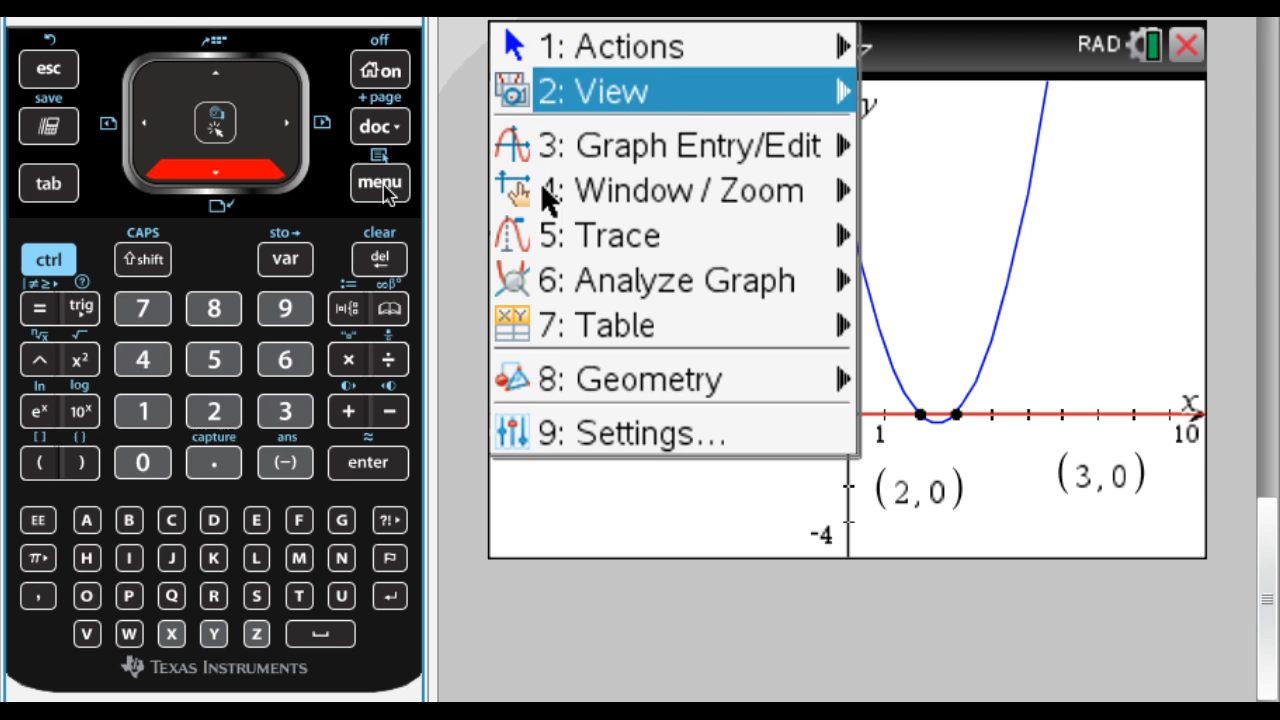 off
esc
on
save
+ page
doc
tab
menu
CAPS
sto→
clear
ctrl
⇧shift
var
del
|≠≥▸
:=
∞β°
=
trig
7
8
9
|▫|{▫
ⁿ√x
√
"▫"
^
x²
4
5
6
×
÷
ln
log
eˣ
10ˣ
1
2
3
+
−
[ ]
{ }
capture
ans
≈
(
)
0
.
(−)
enter
EE
A
B
C
D
E
F
G
?!▸
π▸
H
I
J
K
L
M
N
,
O
P
Q
R
S
T
U
V
W
X
Y
Z
TEXAS INSTRUMENTS
1: Actions
2: View
3: Graph Entry/Edit
4: Window / Zoom
5: Trace
6: Analyze Graph
7: Table
8: Geometry
9: Settings...
RAD
y
x
1
10
(2,0)
(3,0)
-4